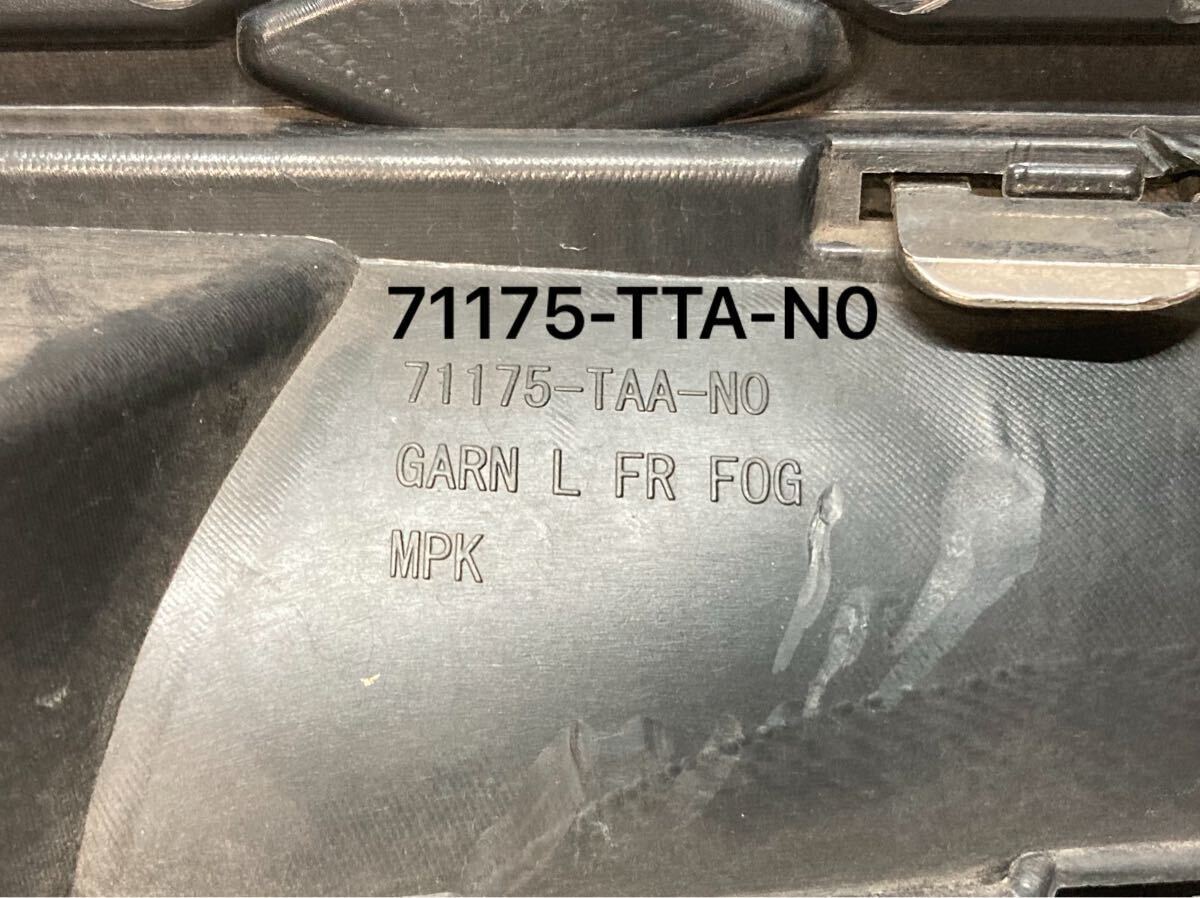 71175-TTA-N0
71175-TAA-N0
GARN L FR FOG
MPK